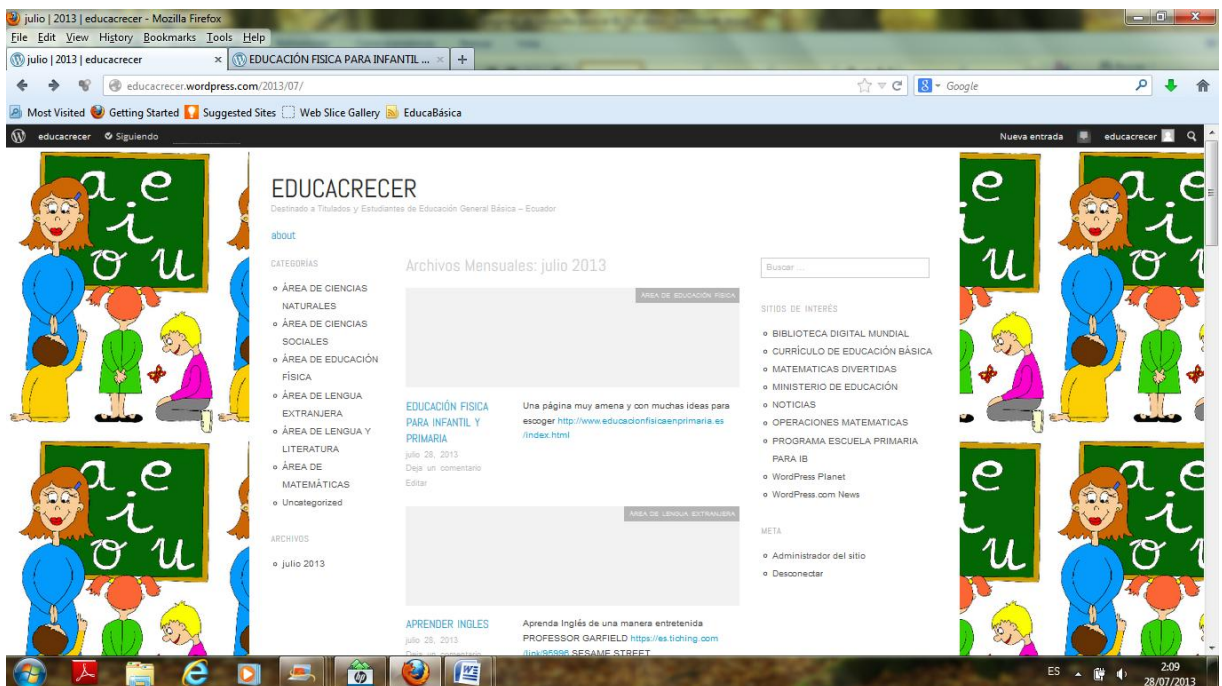 julio | 2013 | educacrecer - Mozilla Firefox
File Edit View History Bookmarks Tools Help
julio | 2013 | educacrecer × EDUCACIÓN FISICA PARA INFANTIL ... × +
educacrecer.wordpress.com/2013/07/ Google
Most Visited Getting Started Suggested Sites Web Slice Gallery EducaBásica
educacrecer Siguiendo Nueva entrada educacrecer
a e i o u
EDUCACRECER
Destinado a Titulados y Estudiantes de Educación General Básica – Ecuador
about
CATEGORÍAS
ÁREA DE CIENCIAS
NATURALES
ÁREA DE CIENCIAS
SOCIALES
ÁREA DE EDUCACIÓN
FÍSICA
ÁREA DE LENGUA
EXTRANJERA
ÁREA DE LENGUA Y
LITERATURA
ÁREA DE
MATEMÁTICAS
Uncategorized
ARCHIVOS
julio 2013
Archivos Mensuales: julio 2013
ÁREA DE EDUCACIÓN FÍSICA
EDUCACIÓN FISICA
PARA INFANTIL Y
PRIMARIA
julio 28, 2013
Deja un comentario
Editar
Una página muy amena y con muchas ideas para
escoger http://www.educacionfisicaenprimaria.es
/index.html
ÁREA DE LENGUA EXTRANJERA
APRENDER INGLES
julio 28, 2013
Deja un comentario
Aprenda Inglés de una manera entretenida
PROFESSOR GARFIELD https://es.tiching.com
/link/95996 SESAME STREET
Buscar ...
SITIOS DE INTERÉS
BIBLIOTECA DIGITAL MUNDIAL
CURRÍCULO DE EDUCACIÓN BÁSICA
MATEMATICAS DIVERTIDAS
MINISTERIO DE EDUCACIÓN
NOTICIAS
OPERACIONES MATEMATICAS
PROGRAMA ESCUELA PRIMARIA
PARA IB
WordPress Planet
WordPress.com News
META
Administrador del sitio
Desconectar
ES 2:09
28/07/2013